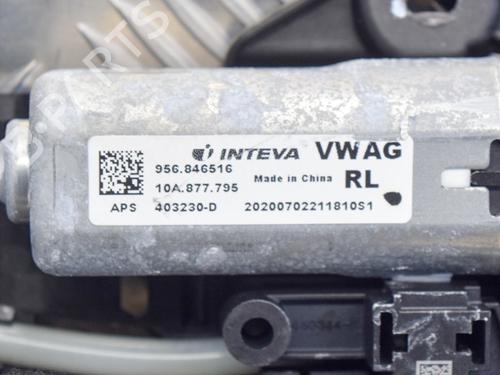 INTEVA VWAG
956.846516
10A.877.795 Made in China RL
APS 403230-D 20200702211810S1